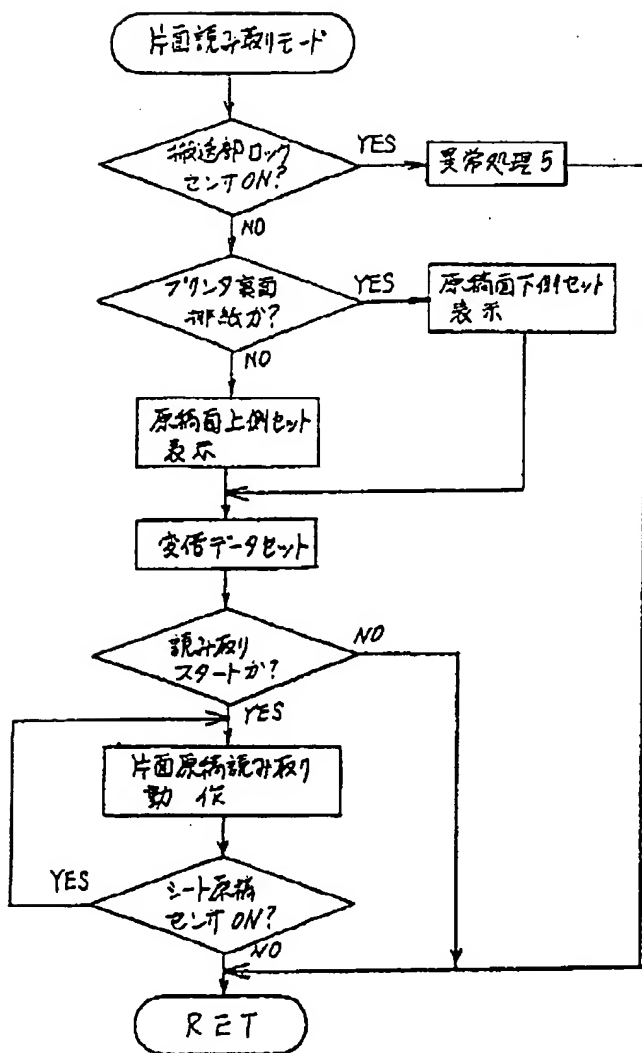 片面読み取りモード
搬送部ロック
センサON?
YES
異常処理5
NO
プリンタ裏面
排紙か?
YES
原稿面下側セット
表示
NO
原稿面上側セット
表示
変倍データセット
読み取り
スタートか?
NO
YES
片面原稿読み取り
動作
YES
シート原稿
センサON?
NO
RET